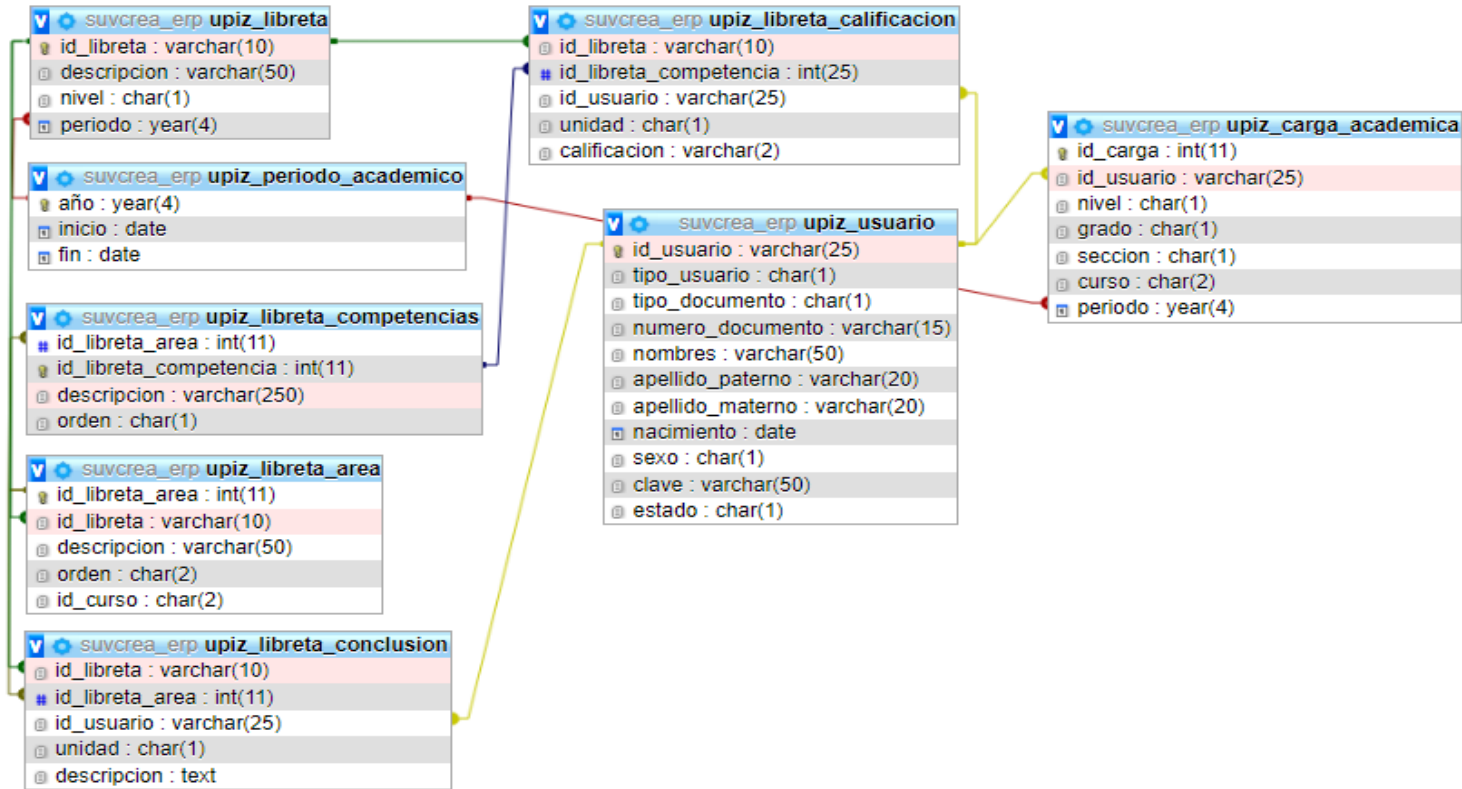 suvcrea_erp upiz_libreta
id_libreta : varchar(10)
descripcion : varchar(50)
nivel : char(1)
periodo : year(4)
suvcrea_erp upiz_periodo_academico
año : year(4)
inicio : date
fin : date
suvcrea_erp upiz_libreta_competencias
id_libreta_area : int(11)
id_libreta_competencia : int(11)
descripcion : varchar(250)
orden : char(1)
suvcrea_erp upiz_libreta_area
id_libreta_area : int(11)
id_libreta : varchar(10)
descripcion : varchar(50)
orden : char(2)
id_curso : char(2)
suvcrea_erp upiz_libreta_conclusion
id_libreta : varchar(10)
id_libreta_area : int(11)
id_usuario : varchar(25)
unidad : char(1)
descripcion : text
suvcrea_erp upiz_libreta_calificacion
id_libreta : varchar(10)
id_libreta_competencia : int(25)
id_usuario : varchar(25)
unidad : char(1)
calificacion : varchar(2)
suvcrea_erp upiz_usuario
id_usuario : varchar(25)
tipo_usuario : char(1)
tipo_documento : char(1)
numero_documento : varchar(15)
nombres : varchar(50)
apellido_paterno : varchar(20)
apellido_materno : varchar(20)
nacimiento : date
sexo : char(1)
clave : varchar(50)
estado : char(1)
suvcrea_erp upiz_carga_academica
id_carga : int(11)
id_usuario : varchar(25)
nivel : char(1)
grado : char(1)
seccion : char(1)
curso : char(2)
periodo : year(4)